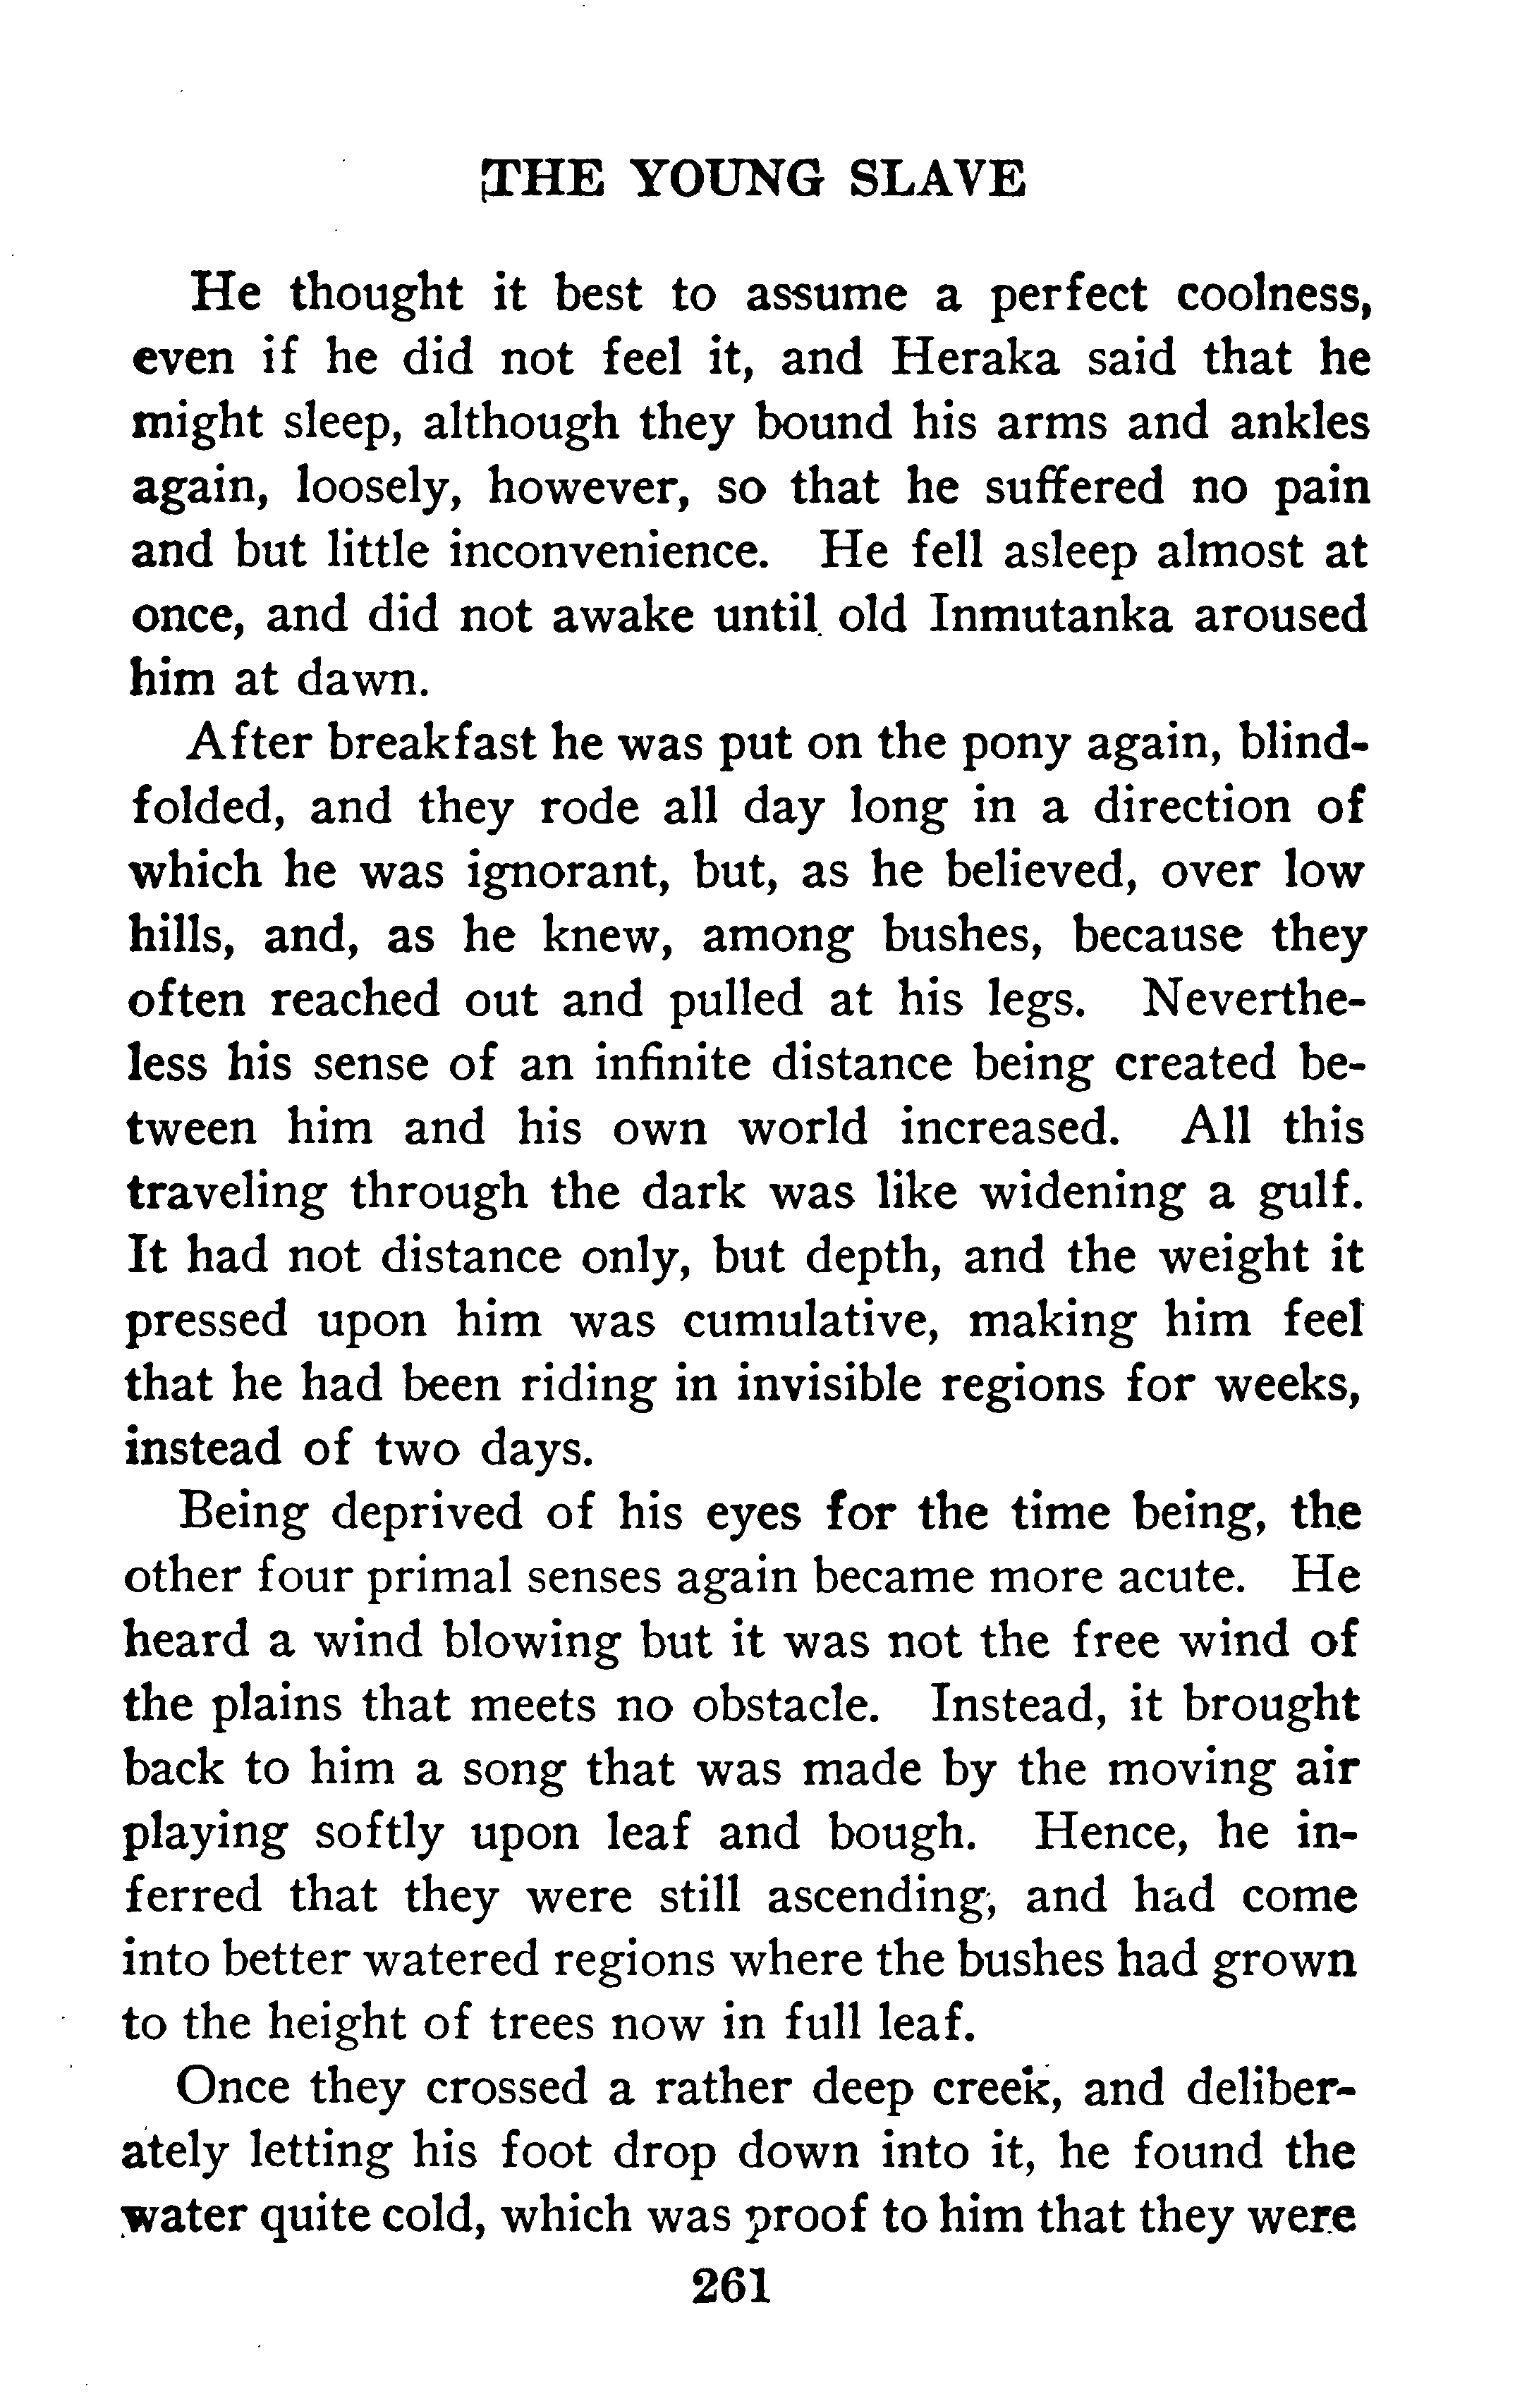 THE YOUNG SLAVE
He thought it best to assume a perfect coolness,
even if he did not feel it, and Heraka said that he
might sleep, although they bound his arms and ankles
again, loosely, however, so that he suffered no pain
and but little inconvenience. He fell asleep almost at
once, and did not awake until old Inmutanka aroused
him at dawn.
After breakfast he was put on the pony again, blind-
folded, and they rode all day long in a direction of
which he was ignorant, but, as he believed, over low
hills, and, as he knew, among bushes, because they
often reached out and pulled at his legs. Neverthe-
less his sense of an infinite distance being created be-
tween him and his own world increased. All this
traveling through the dark was like widening a gulf.
It had not distance only, but depth, and the weight it
pressed upon him was cumulative, making him feel
that he had been riding in invisible regions for weeks,
instead of two days.
Being deprived of his eyes for the time being, the
other four primal senses again became more acute. He
heard a wind blowing but it was not the free wind of
the plains that meets no obstacle. Instead, it brought
back to him a song that was made by the moving air
playing softly upon leaf and bough. Hence, he in-
ferred that they were still ascending, and had come
into better watered regions where the bushes had grown
to the height of trees now in full leaf.
Once they crossed a rather deep creek, and deliber-
ately letting his foot drop down into it, he found the
water quite cold, which was proof to him that they were
261